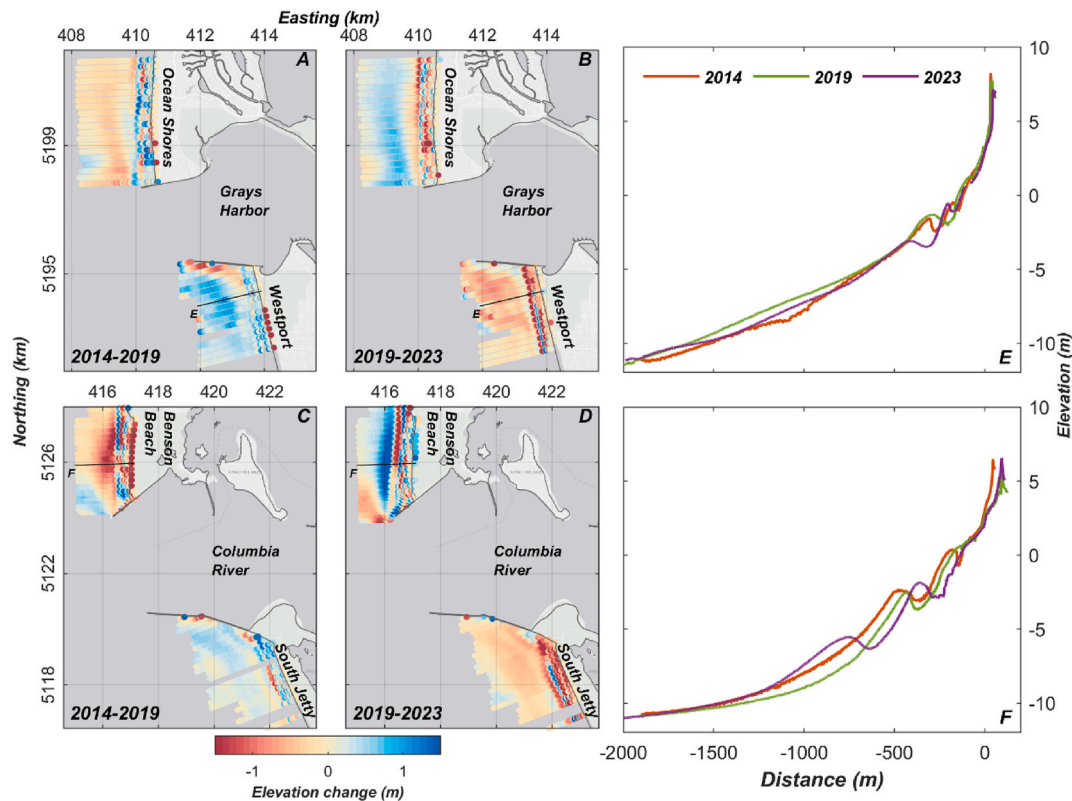 Easting (km)
408 410 412 414
408 410 412 414
A
B
Ocean Shores
Ocean Shores
5199
Grays
Harbor
Grays
Harbor
5195
E
Westport
E
Westport
2014-2019
2019-2023
Northing (km)
416 418 420 422
416 418 420 422
C
D
Benson
Beach
Benson
Beach
F
F
5126
Columbia
River
Columbia
River
5122
South Jetty
South Jetty
5118
2014-2019
2019-2023
-1 0 1
Elevation change (m)
2014 2019 2023
10
5
0
-5
-10
E
Elevation (m)
10
5
0
-5
-10
F
-2000 -1500 -1000 -500 0
Distance (m)